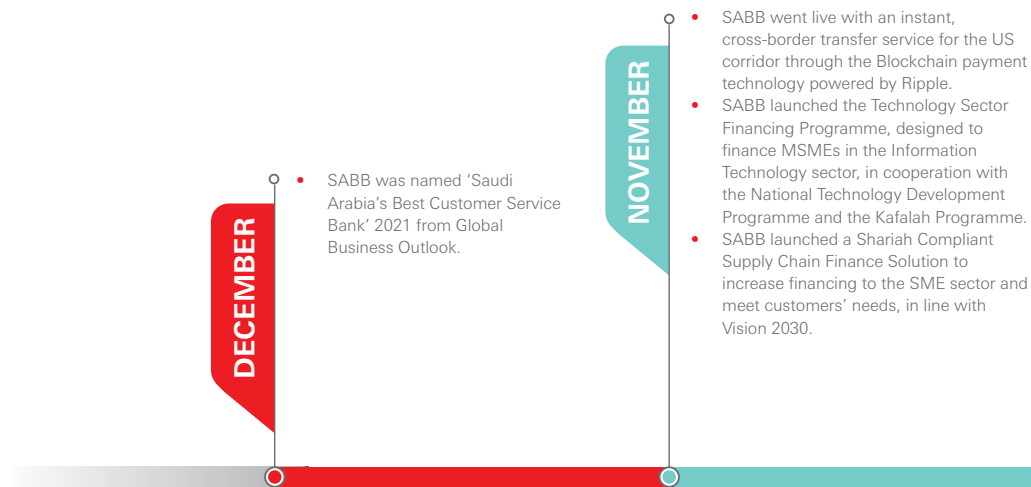 DECEMBER
• SABB was named ‘Saudi
Arabia’s Best Customer Service
Bank’ 2021 from Global
Business Outlook.
NOVEMBER
• SABB went live with an instant,
cross-border transfer service for the US
corridor through the Blockchain payment
technology powered by Ripple.
• SABB launched the Technology Sector
Financing Programme, designed to
finance MSMEs in the Information
Technology sector, in cooperation with
the National Technology Development
Programme and the Kafalah Programme.
• SABB launched a Shariah Compliant
Supply Chain Finance Solution to
increase financing to the SME sector and
meet customers’ needs, in line with
Vision 2030.